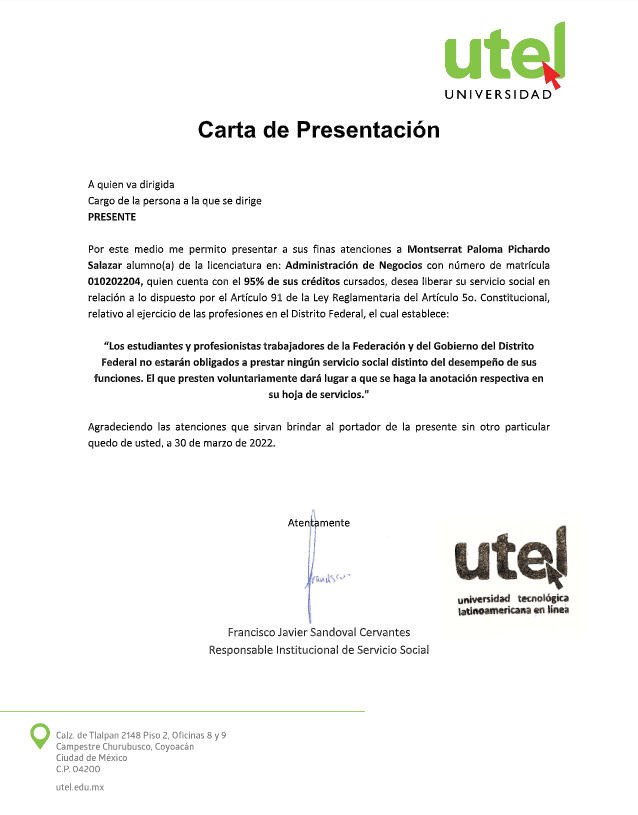 utel
UNIVERSIDAD
Carta de Presentación
A quien va dirigida
Cargo de la persona a la que se dirige
PRESENTE
Por este medio me permito presentar a sus finas atenciones a Montserrat Paloma Pichardo
Salazar alumno(a) de la licenciatura en: Administración de Negocios con número de matrícula
010202204, quien cuenta con el 95% de sus créditos cursados, desea liberar su servicio social en
relación a lo dispuesto por el Artículo 91 de la Ley Reglamentaria del Artículo 5o. Constitucional,
relativo al ejercicio de las profesiones en el Distrito Federal, el cual establece:
“Los estudiantes y profesionistas trabajadores de la Federación y del Gobierno del Distrito
Federal no estarán obligados a prestar ningún servicio social distinto del desempeño de sus
funciones. El que presten voluntariamente dará lugar a que se haga la anotación respectiva en
su hoja de servicios."
Agradeciendo las atenciones que sirvan brindar al portador de la presente sin otro particular
quedo de usted, a 30 de marzo de 2022.
Atentamente
Francisco
utel
universidad tecnológica
latinoamericana en línea
Francisco Javier Sandoval Cervantes
Responsable Institucional de Servicio Social
Calz. de Tlalpan 2148 Piso 2, Oficinas 8 y 9
Campestre Churubusco, Coyoacán
Ciudad de México
C.P. 04200
utel.edu.mx